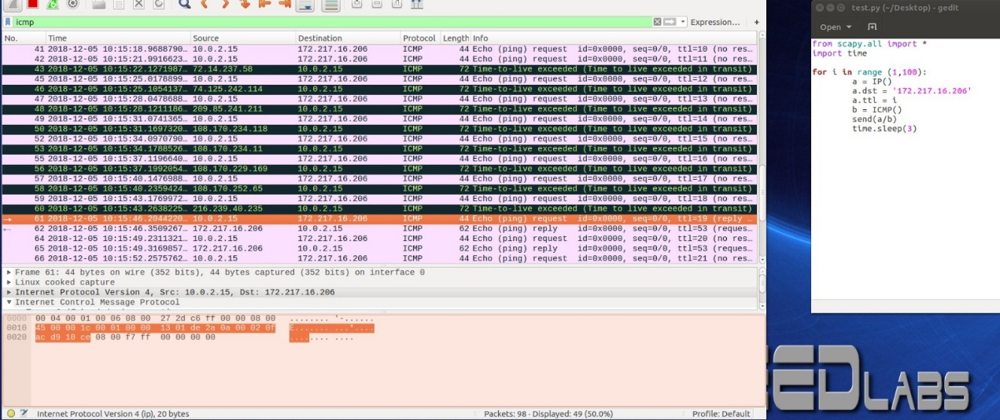 icmp
Expression... +
No. Time Source Destination Protocol Length Info
41 2018-12-05 10:15:18.9688790… 10.0.2.15 172.217.16.206 ICMP 44 Echo (ping) request id=0x0000, seq=0/0, ttl=10 (no res…
42 2018-12-05 10:15:21.9916623… 10.0.2.15 172.217.16.206 ICMP 44 Echo (ping) request id=0x0000, seq=0/0, ttl=11 (no res…
43 2018-12-05 10:15:22.1271987… 72.14.237.58 10.0.2.15 ICMP 72 Time-to-live exceeded (Time to live exceeded in transit)
45 2018-12-05 10:15:25.0178899… 10.0.2.15 172.217.16.206 ICMP 44 Echo (ping) request id=0x0000, seq=0/0, ttl=12 (no res…
46 2018-12-05 10:15:25.1054137… 74.125.242.114 10.0.2.15 ICMP 72 Time-to-live exceeded (Time to live exceeded in transit)
47 2018-12-05 10:15:28.0478688… 10.0.2.15 172.217.16.206 ICMP 44 Echo (ping) request id=0x0000, seq=0/0, ttl=13 (no res…
48 2018-12-05 10:15:28.1211186… 209.85.241.211 10.0.2.15 ICMP 72 Time-to-live exceeded (Time to live exceeded in transit)
49 2018-12-05 10:15:31.0741365… 10.0.2.15 172.217.16.206 ICMP 44 Echo (ping) request id=0x0000, seq=0/0, ttl=14 (no res…
50 2018-12-05 10:15:31.1697320… 108.170.234.118 10.0.2.15 ICMP 72 Time-to-live exceeded (Time to live exceeded in transit)
52 2018-12-05 10:15:34.0970790… 10.0.2.15 172.217.16.206 ICMP 44 Echo (ping) request id=0x0000, seq=0/0, ttl=15 (no res…
53 2018-12-05 10:15:34.1788526… 108.170.234.11 10.0.2.15 ICMP 72 Time-to-live exceeded (Time to live exceeded in transit)
55 2018-12-05 10:15:37.1196640… 10.0.2.15 172.217.16.206 ICMP 44 Echo (ping) request id=0x0000, seq=0/0, ttl=16 (no res…
56 2018-12-05 10:15:37.1992054… 108.170.229.169 10.0.2.15 ICMP 72 Time-to-live exceeded (Time to live exceeded in transit)
57 2018-12-05 10:15:40.1476988… 10.0.2.15 172.217.16.206 ICMP 44 Echo (ping) request id=0x0000, seq=0/0, ttl=17 (no res…
58 2018-12-05 10:15:40.2359424… 108.170.252.65 10.0.2.15 ICMP 72 Time-to-live exceeded (Time to live exceeded in transit)
59 2018-12-05 10:15:43.1769972… 10.0.2.15 172.217.16.206 ICMP 44 Echo (ping) request id=0x0000, seq=0/0, ttl=18 (no res…
60 2018-12-05 10:15:43.2638225… 216.239.40.235 10.0.2.15 ICMP 72 Time-to-live exceeded (Time to live exceeded in transit)
61 2018-12-05 10:15:46.2044220… 10.0.2.15 172.217.16.206 ICMP 44 Echo (ping) request id=0x0000, seq=0/0, ttl=19 (reply …
62 2018-12-05 10:15:46.3509267… 172.217.16.206 10.0.2.15 ICMP 62 Echo (ping) reply id=0x0000, seq=0/0, ttl=53 (reques…
64 2018-12-05 10:15:49.2311321… 10.0.2.15 172.217.16.206 ICMP 44 Echo (ping) request id=0x0000, seq=0/0, ttl=20 (no res…
65 2018-12-05 10:15:49.3169857… 172.217.16.206 10.0.2.15 ICMP 62 Echo (ping) reply id=0x0000, seq=0/0, ttl=53 (reques…
66 2018-12-05 10:15:52.2575762… 10.0.2.15 172.217.16.206 ICMP 44 Echo (ping) request id=0x0000, seq=0/0, ttl=21 (no res…
Frame 61: 44 bytes on wire (352 bits), 44 bytes captured (352 bits) on interface 0
Linux cooked capture
Internet Protocol Version 4, Src: 10.0.2.15, Dst: 172.217.16.206
Internet Control Message Protocol
0000 00 04 00 01 00 06 08 00 27 2d c6 ff 00 00 08 00 ........ '-......
0010 45 00 00 1c 00 01 00 00 13 01 de 2a 0a 00 02 0f E....... ...*....
0020 ac d9 10 ce 08 00 f7 ff 00 00 00 00 ........ ....
Internet Protocol Version 4 (ip), 20 bytes
Packets: 98 · Displayed: 49 (50.0%)
Profile: Default
test.py (~/Desktop) - gedit
Open
from scapy.all import *
import time
for i in range (1,100):
a = IP()
a.dst = '172.217.16.206'
a.ttl = i
b = ICMP()
send(a/b)
time.sleep(3)
EED LABS